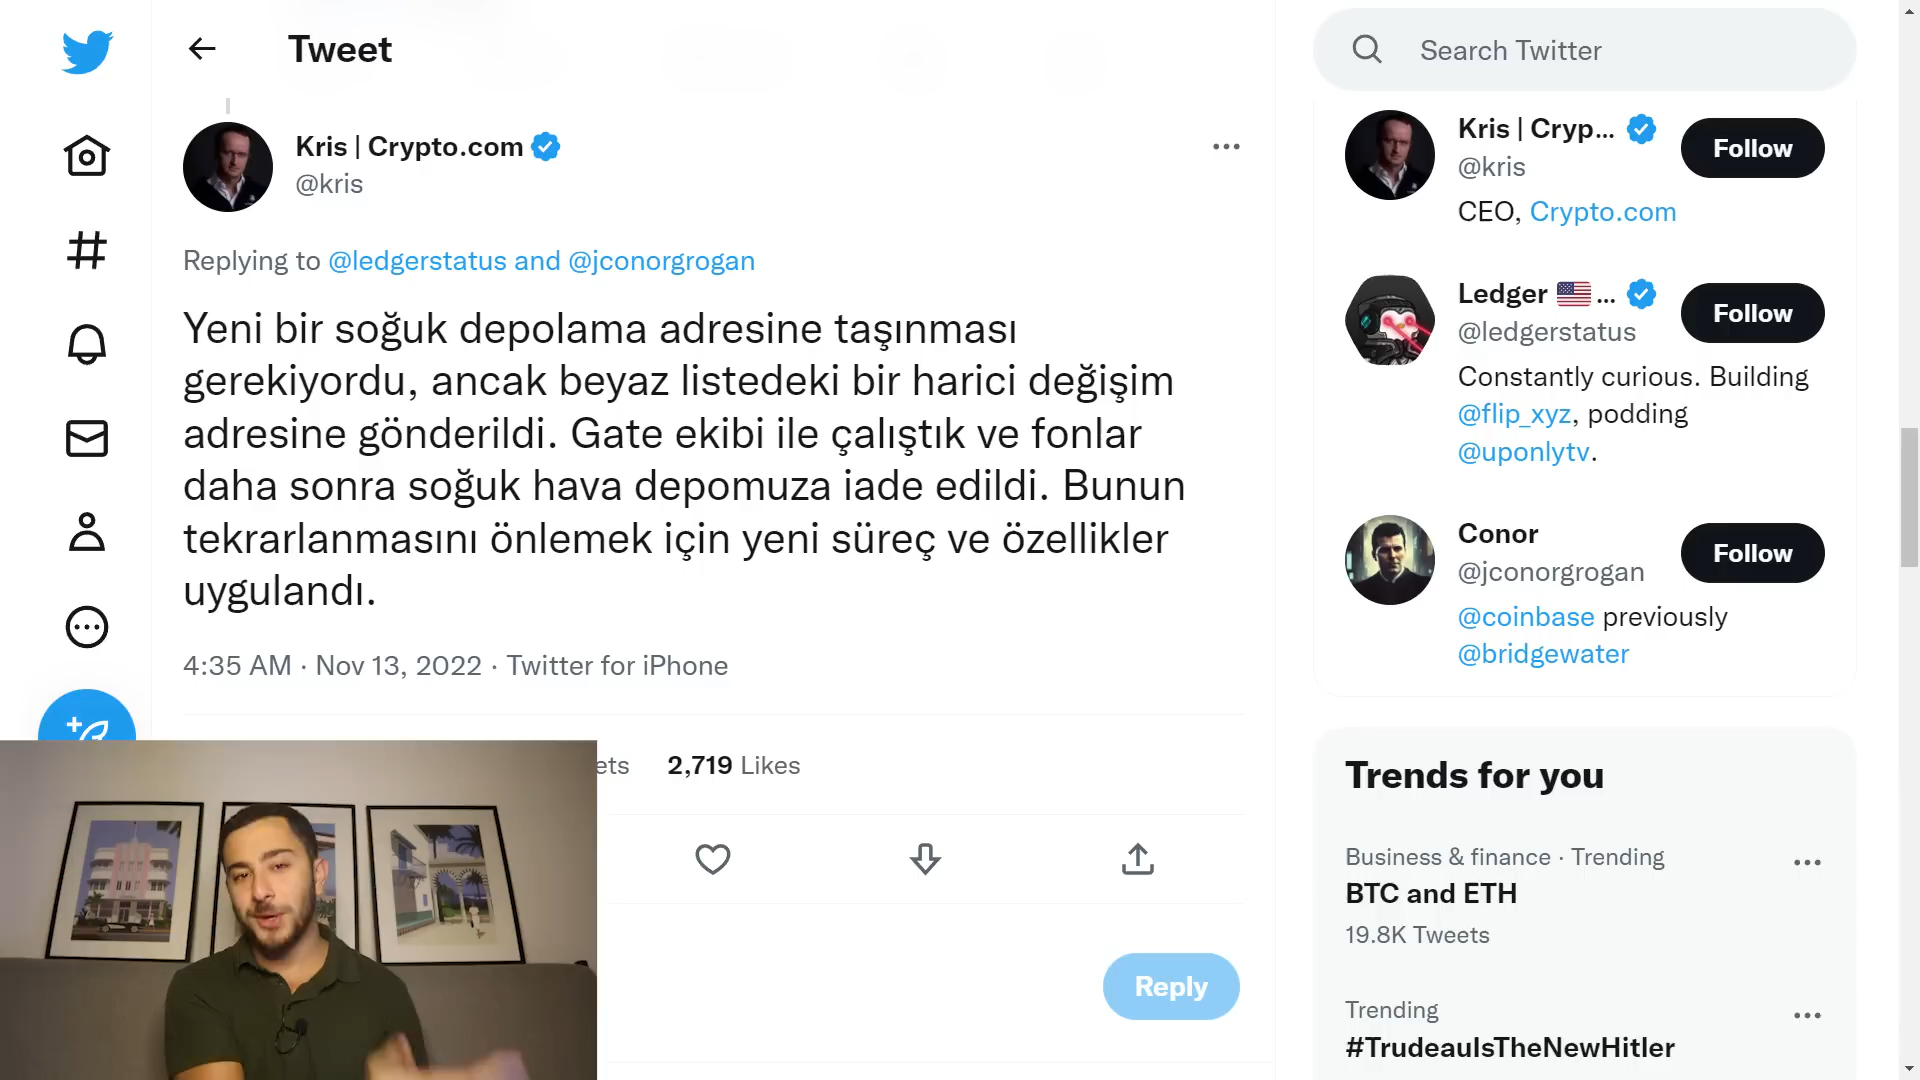 Tweet
Kris | Crypto.com
@kris
Replying to @ledgerstatus and @jconorgrogan
Yeni bir soğuk depolama adresine taşınması
gerekiyordu, ancak beyaz listedeki bir harici değişim
adresine gönderildi. Gate ekibi ile çalıştık ve fonlar
daha sonra soğuk hava depomuza iade edildi. Bunun
tekrarlanmasını önlemek için yeni süreç ve özellikler
uygulandı.
4:35 AM · Nov 13, 2022 · Twitter for iPhone
ets 2,719 Likes
Reply
Search Twitter
Kris | Cryp...
@kris
Follow
CEO, Crypto.com
Ledger 🇺🇸 ...
@ledgerstatus
Follow
Constantly curious. Building
@flip_xyz, podding
@uponlytv.
Conor
@jconorgrogan
Follow
@coinbase previously
@bridgewater
Trends for you
Business & finance · Trending
BTC and ETH
19.8K Tweets
Trending
#TrudeauIsTheNewHitler